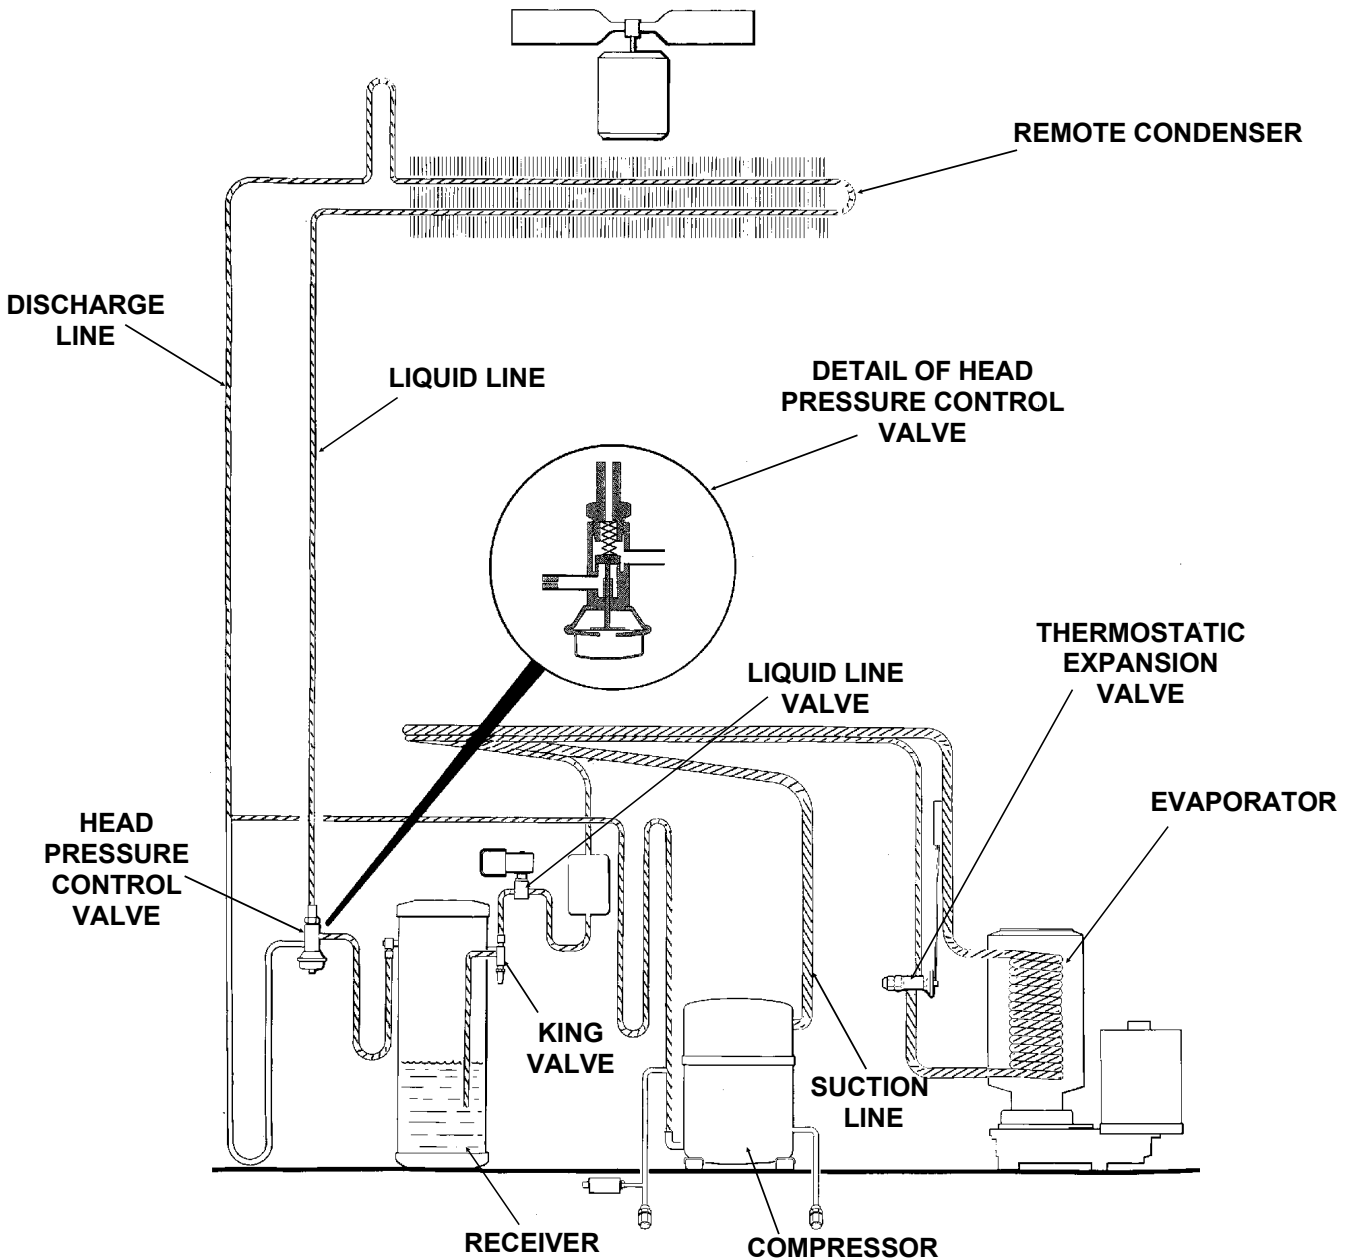 REMOTE CONDENSER
DISCHARGE
LINE
LIQUID LINE
DETAIL OF HEAD
PRESSURE CONTROL
VALVE
THERMOSTATIC
EXPANSION
VALVE
LIQUID LINE
VALVE
EVAPORATOR
HEAD
PRESSURE
CONTROL
VALVE
KING
VALVE
SUCTION
LINE
RECEIVER
COMPRESSOR